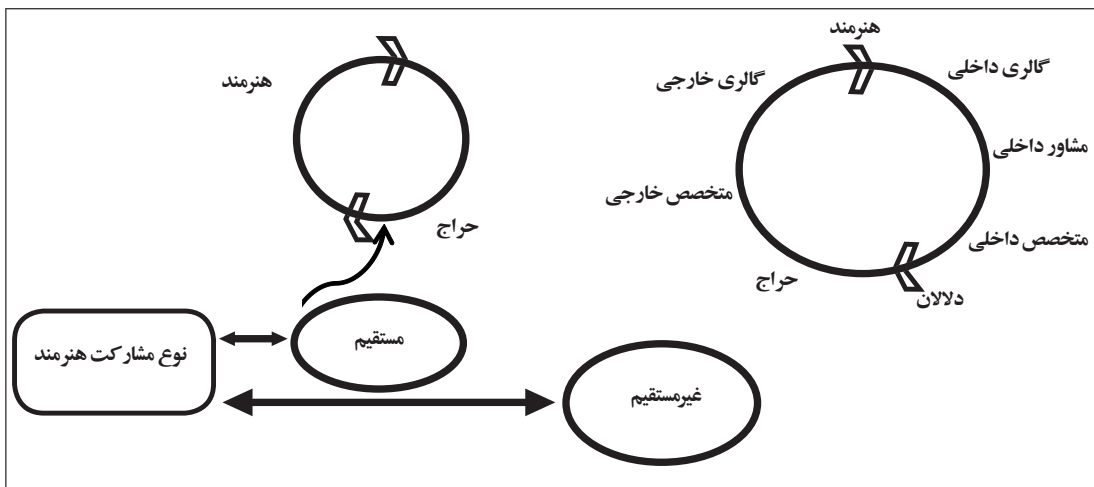 هنرمند
گالری داخلی
گالری خارجی
مشاور داخلی
متخصص خارجی
متخصص داخلی
حراج
دلالان
هنرمند
حراج
مستقیم
نوع مشارکت هنرمند
غیرمستقیم